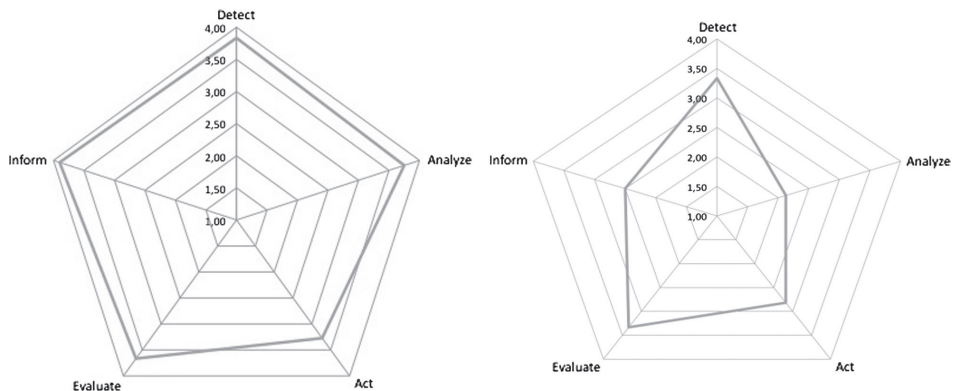 Detect
4,00
3,50
3,00
2,50
2,00
1,50
1,00
Inform
Analyze
Evaluate
Act
Detect
4,00
3,50
3,00
2,50
2,00
1,50
1,00
Inform
Analyze
Evaluate
Act